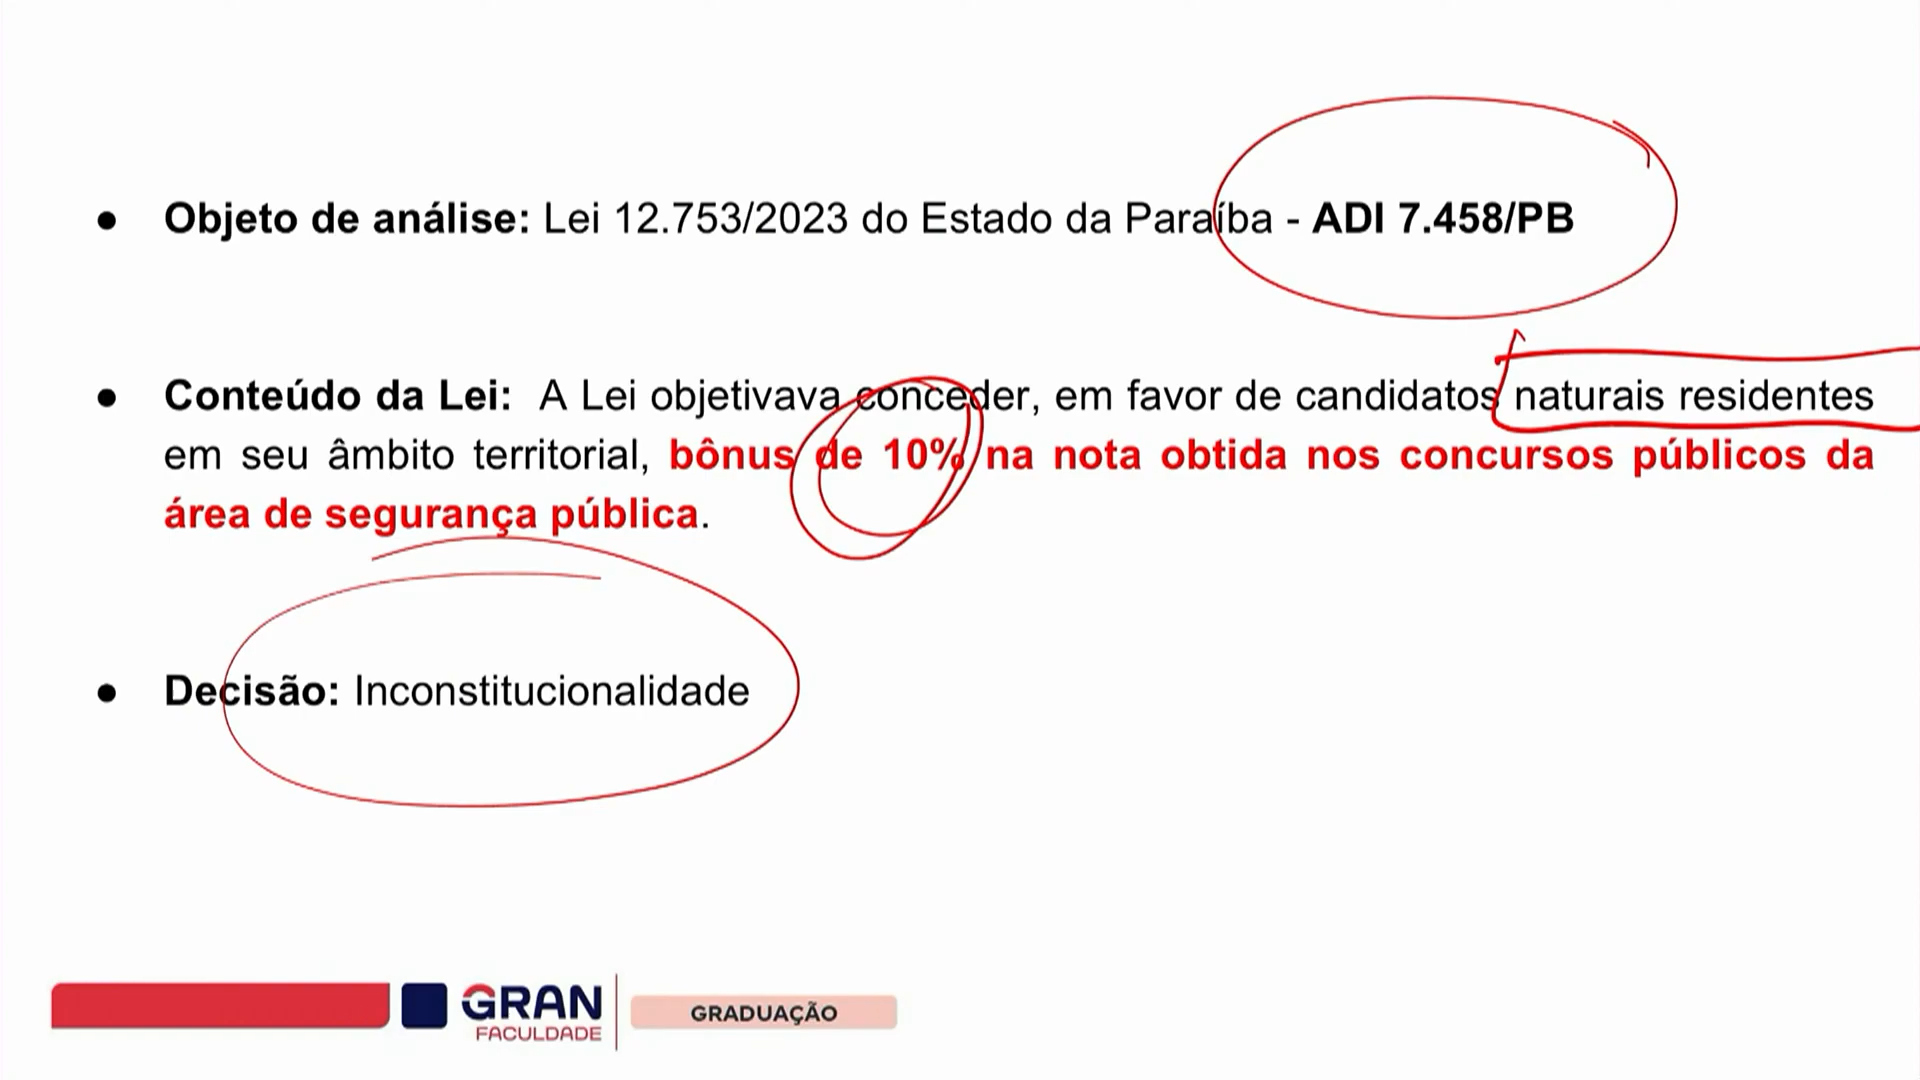 ● Objeto de análise: Lei 12.753/2023 do Estado da Paraíba - ADI 7.458/PB
● Conteúdo da Lei: A Lei objetivava conceder, em favor de candidatos naturais residentes
em seu âmbito territorial, bônus de 10% na nota obtida nos concursos públicos da
área de segurança pública.
● Decisão: Inconstitucionalidade
GRAN
FACULDADE
GRADUAÇÃO